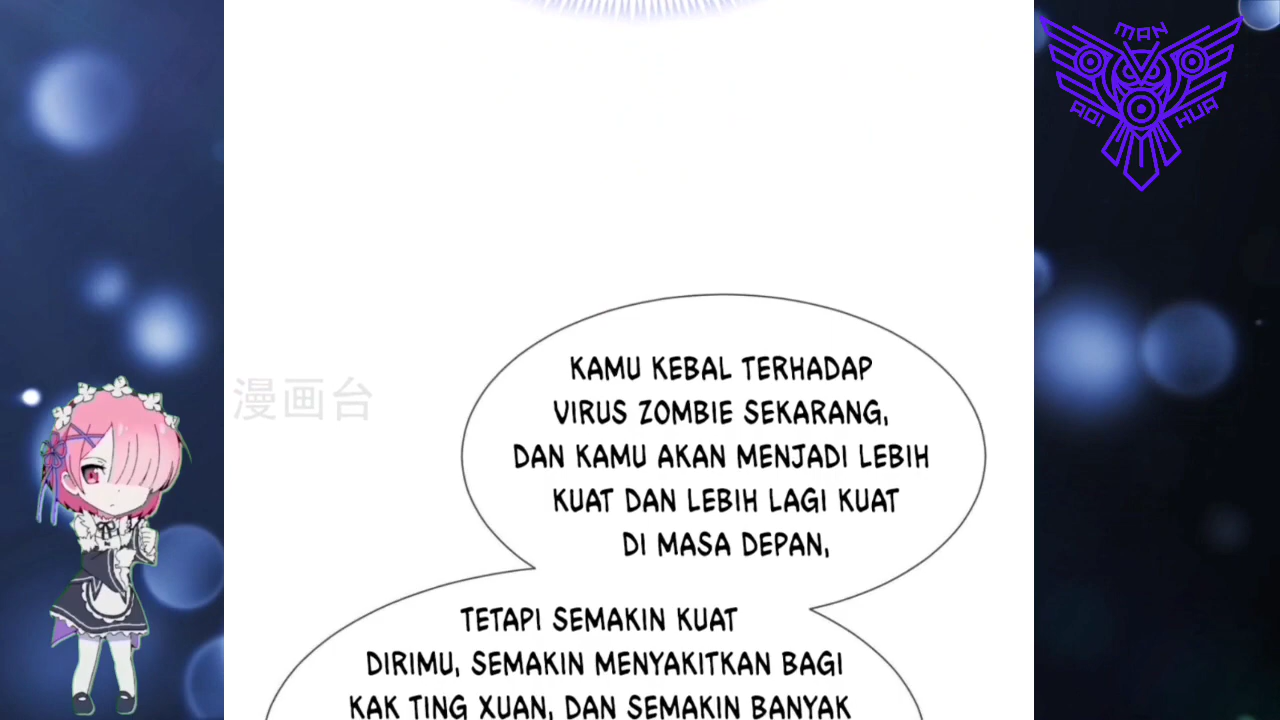 MAN
AOI HUA
KAMU KEBAL TERHADAP
VIRUS ZOMBIE SEKARANG,
DAN KAMU AKAN MENJADI LEBIH
漫画台
KUAT DAN LEBIH LAGI KUAT
DI MASA DEPAN,
TETAPI SEMAKIN KUAT
DIRIMU, SEMAKIN MENYAKITKAN BAGI
KAK TING XUAN, DAN SEMAKIN BANYAK